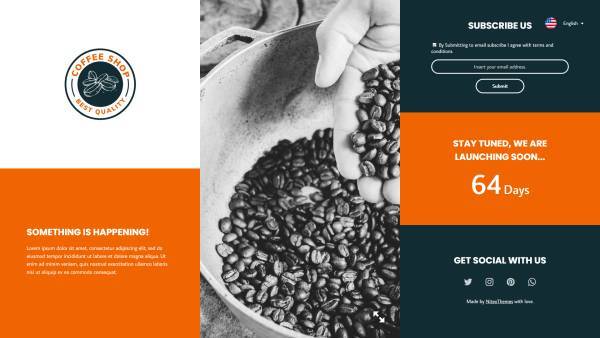 COFFEE SHOP
BEST QUALITY
SOMETHING IS HAPPENING!
Lorem ipsum dolor sit amet, consectetur adipiscing elit, sed do
eiusmod tempor incididunt ut labore et dolore magna aliqua. Ut
enim ad minim veniam, quis nostrud exercitation ullamco laboris
nisi ut aliquip ex ea commodo consequat.
SUBSCRIBE US
English
By Submitting to email subscribe I agree with terms and
conditions.
Insert your email address.
Submit
STAY TUNED, WE ARE
LAUNCHING SOON...
64 Days
GET SOCIAL WITH US
Made by NiteoThemes with love.